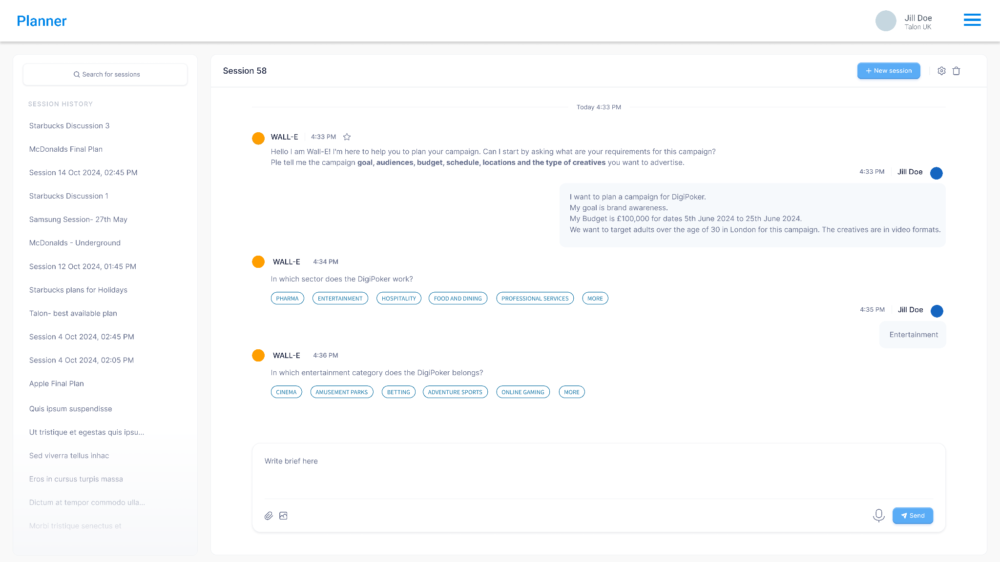 Planner
Jill Doe
Talon UK
Search for sessions
SESSION HISTORY
Starbucks Discussion 3
McDonalds Final Plan
Session 14 Oct 2024, 02:45 PM
Starbucks Discussion 1
Samsung Session- 27th May
McDonalds - Underground
Session 12 Oct 2024, 01:45 PM
Starbucks plans for Holidays
Talon- best available plan
Session 4 Oct 2024, 02:45 PM
Session 4 Oct 2024, 02:05 PM
Apple Final Plan
Quis ipsum suspendisse
Ut tristique et egestas quis ipsu...
Sed viverra tellus inhac
Eros in cursus turpis massa
Dictum at tempor commodo ulla...
Morbi tristique senectus et
Session 58
New session
Today 4:33 PM
WALL-E 4:33 PM
Hello I am Wall-E! I'm here to help you to plan your campaign. Can I start by asking what are your requirements for this campaign?
Ple tell me the campaign goal, audiences, budget, schedule, locations and the type of creatives you want to advertise.
4:33 PM Jill Doe
I want to plan a campaign for DigiPoker.
My goal is brand awareness.
My Budget is £100,000 for dates 5th June 2024 to 25th June 2024.
We want to target adults over the age of 30 in London for this campaign. The creatives are in video formats.
WALL-E 4:34 PM
In which sector does the DigiPoker work?
PHARMA ENTERTAINMENT HOSPITALITY FOOD AND DINING PROFESSIONAL SERVICES MORE
4:35 PM Jill Doe
Entertainment
WALL-E 4:36 PM
In which entertainment category does the DigiPoker belongs?
CINEMA AMUSEMENT PARKS BETTING ADVENTURE SPORTS ONLINE GAMING MORE
Write brief here
Send